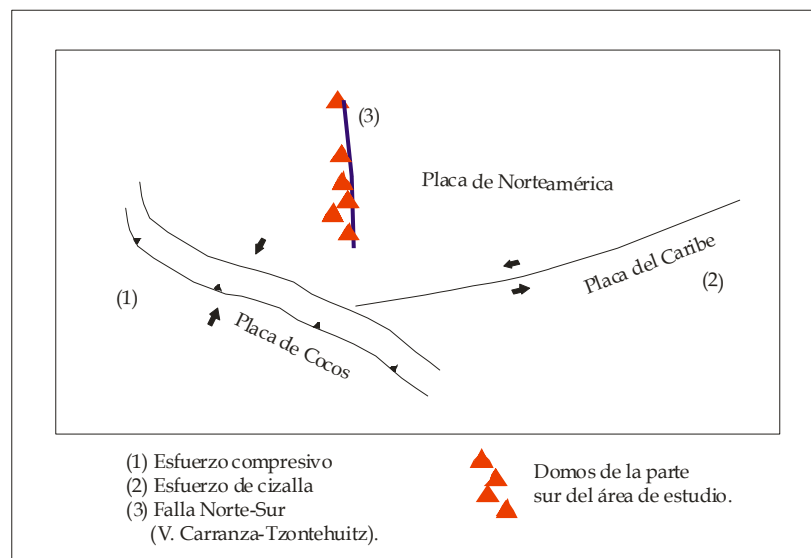 (3)
Placa de Norteamérica
Placa del Caribe
(2)
(1)
Placa de Cocos
(1) Esfuerzo compresivo
(2) Esfuerzo de cizalla
(3) Falla Norte-Sur
(V. Carranza-Tzontehuitz).
Domos de la parte
sur del área de estudio.